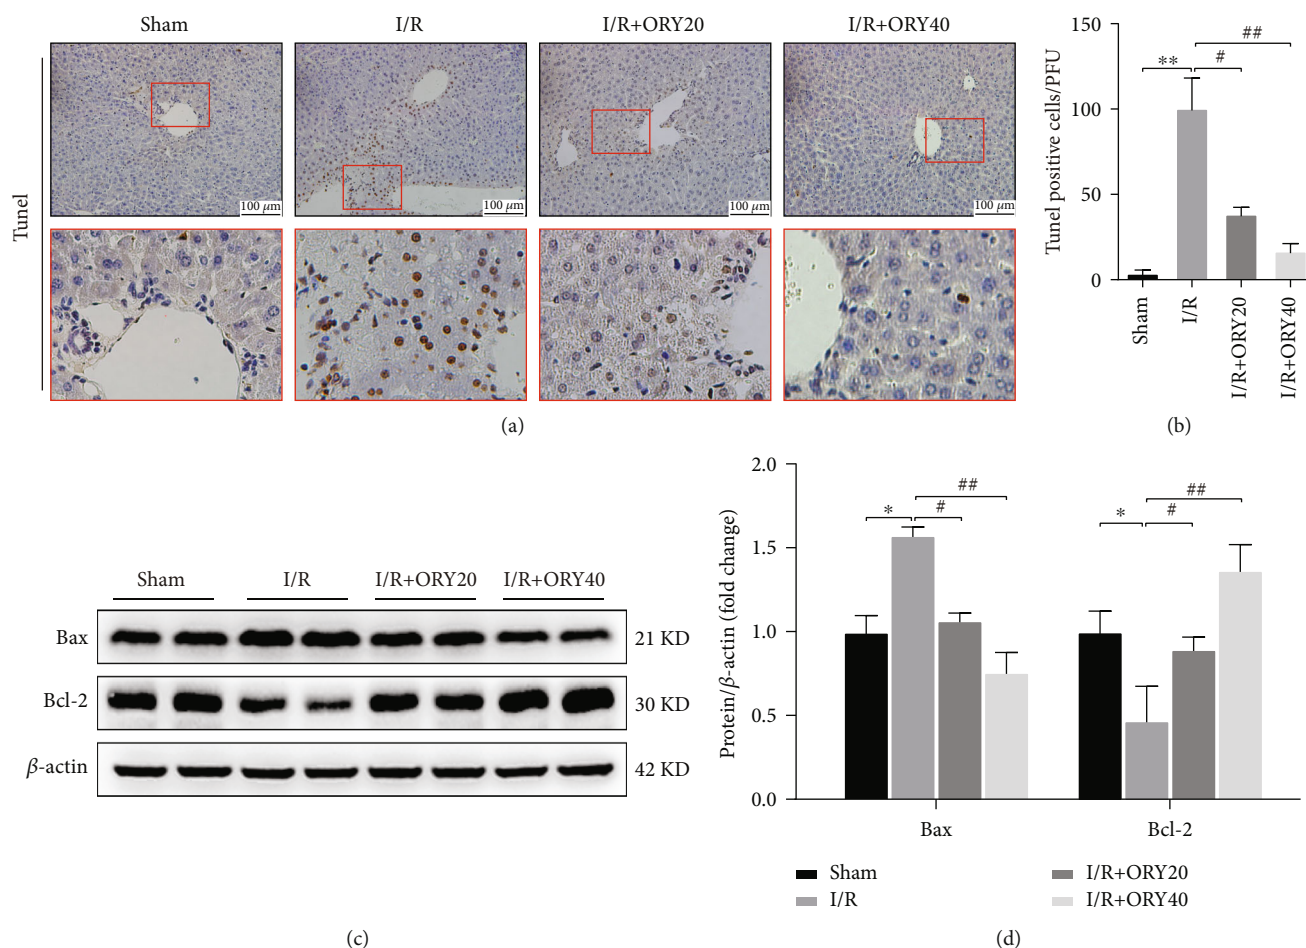 Sham I/R I/R+ORY20 I/R+ORY40
Tunel
100 μm 100 μm 100 μm 100 μm
(a)
Tunel positive cells/PFU
150
100
50
0
** # ##
Sham I/R I/R+ORY20 I/R+ORY40
(b)
Sham I/R I/R+ORY20 I/R+ORY40
Bax 21 KD
Bcl-2 30 KD
β-actin 42 KD
(c)
Protein/β-actin (fold change)
2.0
1.5
1.0
0.5
0.0
* # ##
* # ##
Bax Bcl-2
Sham I/R+ORY20
I/R I/R+ORY40
(d)